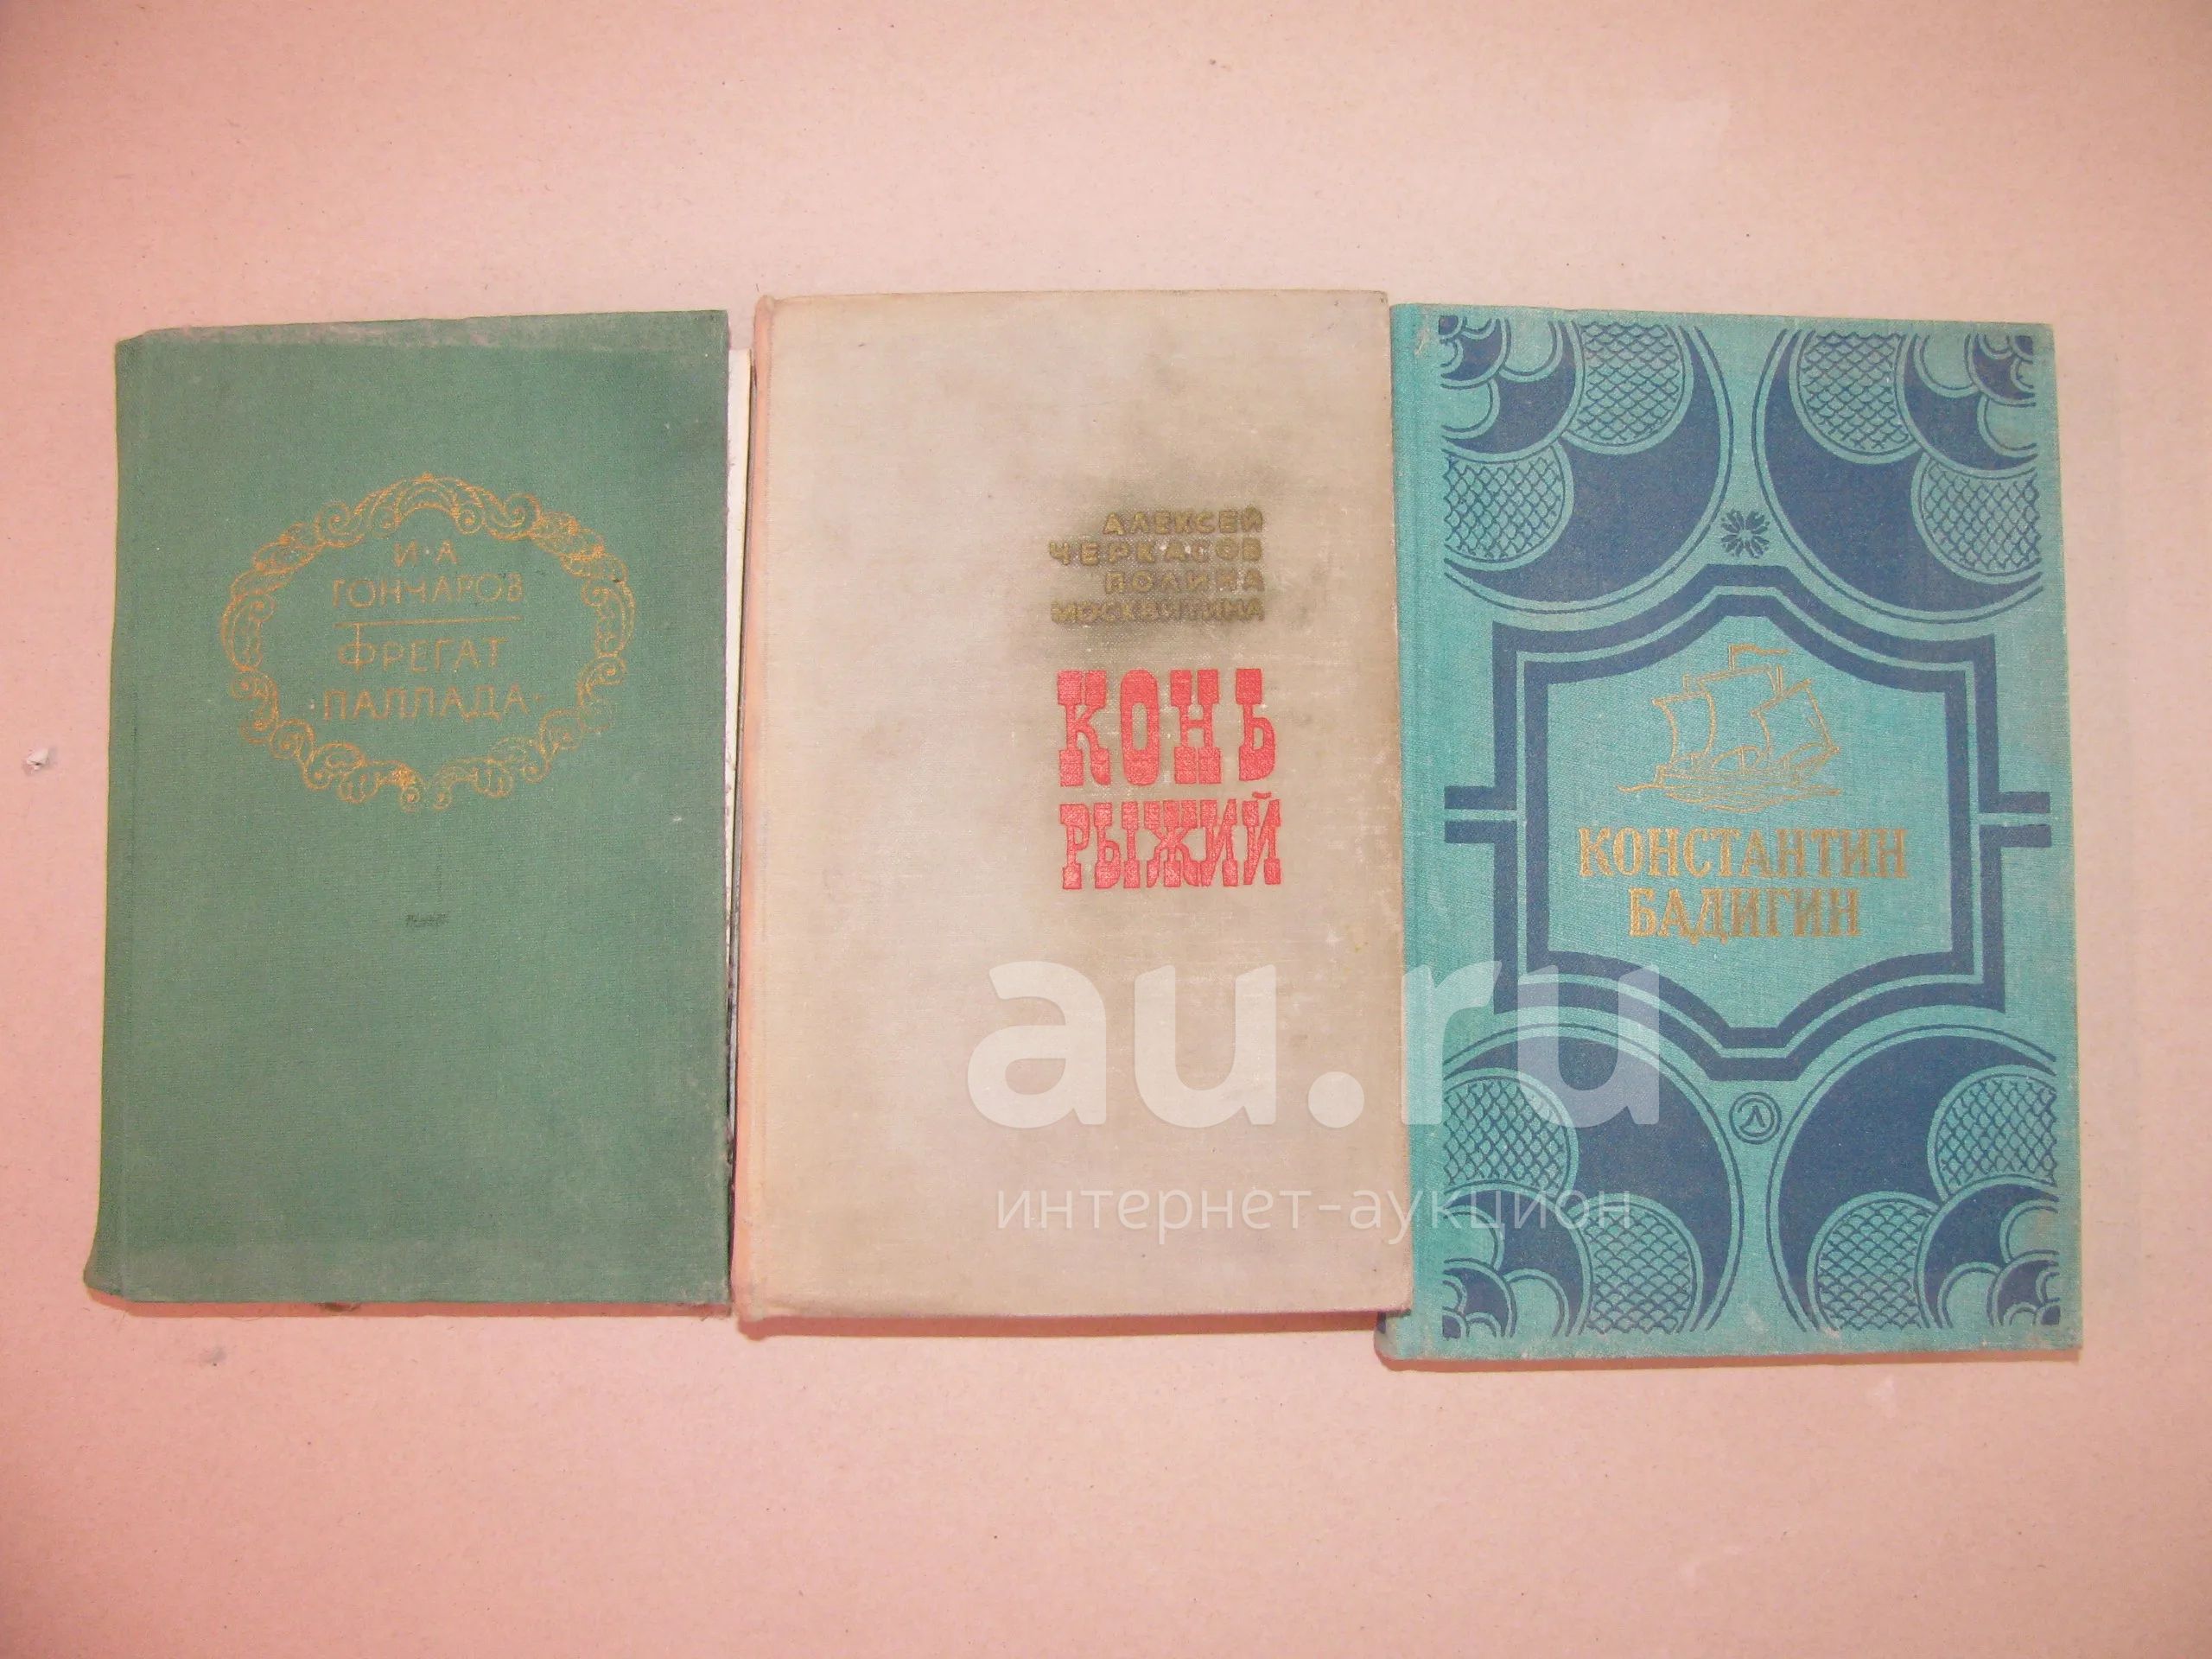 И·А
ГОНЧАРОВ
ФРЕГАТ
·ПАЛЛАДА·
АЛЕКСЕЙ
ЧЕРКАСОВ
ПОЛИНА
МОСКВИТИНА
КОНЬ
РЫЖИЙ
КОНСТАНТИН
БАДИГИН
au.ru
интернет-аукцион